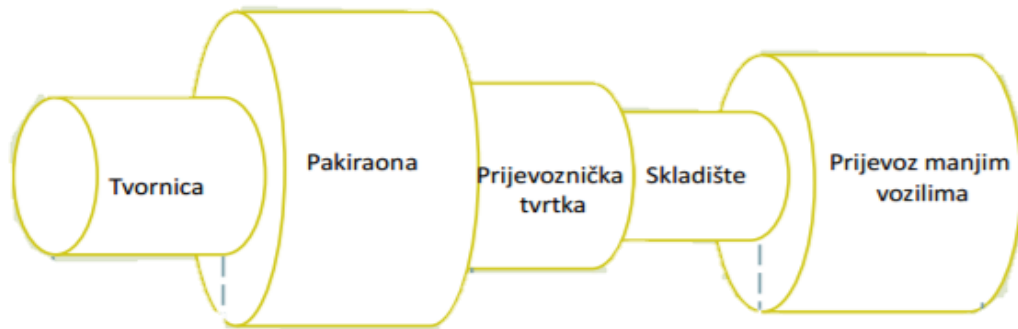 Tvornica
Pakiraona
Prijevoznička
tvrtka
Skladište
Prijevoz manjim
vozilima